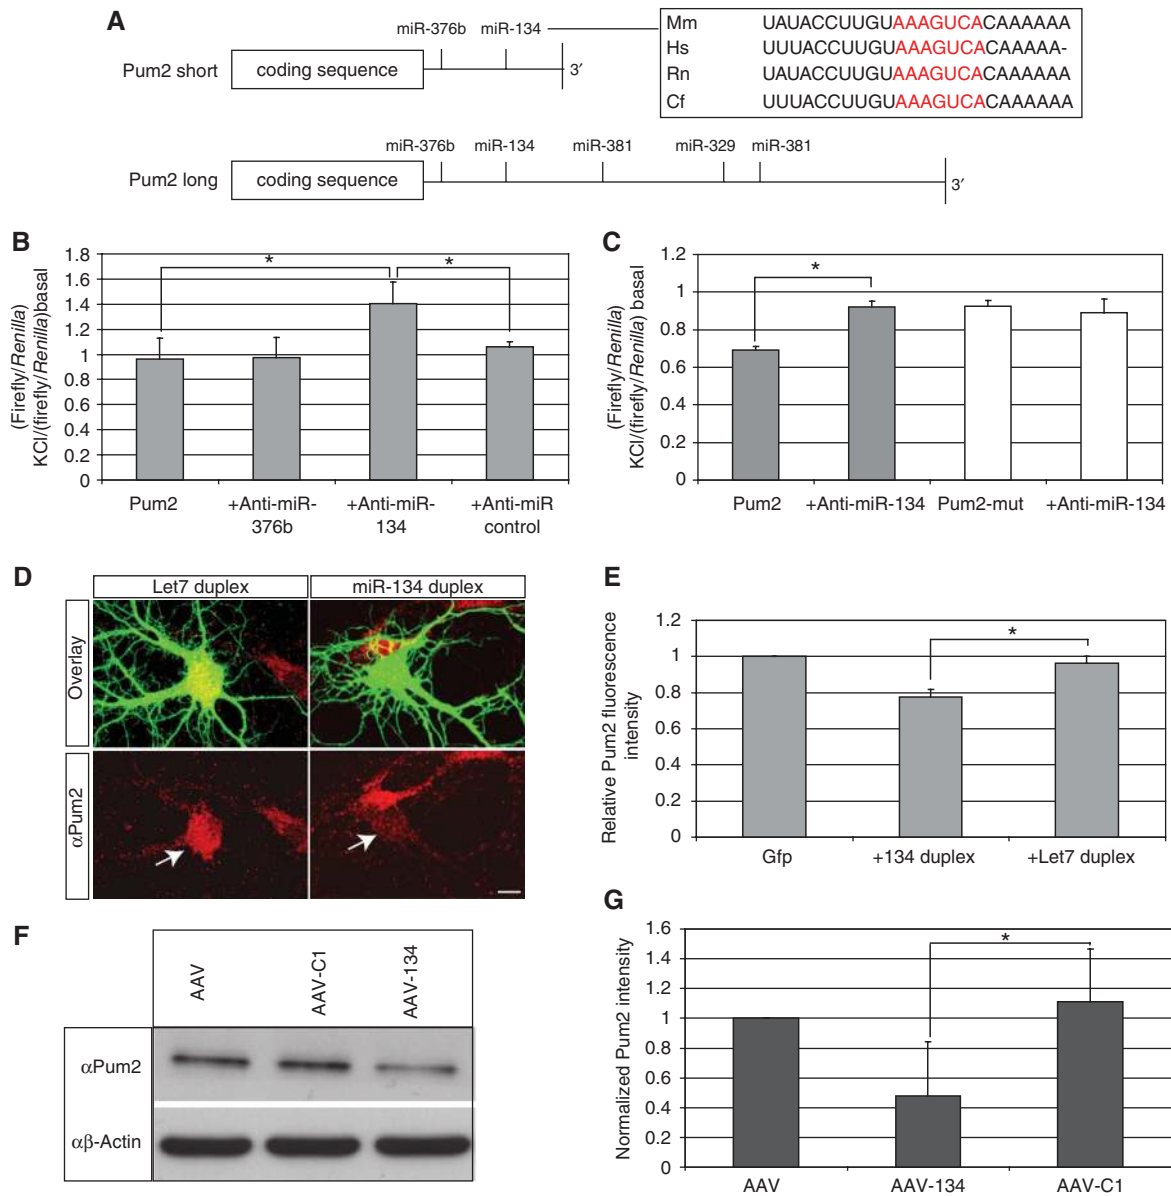 A
miR-376b miR-134
Pum2 short coding sequence 3′
Mm UAUACCUUGUAAAGUCACAAAAAA
Hs UUUACCUUGUAAAGUCACAAAAA-
Rn UAUACCUUGUAAAGUCACAAAAAA
Cf UUUACCUUGUAAAGUCACAAAAAA
miR-376b miR-134 miR-381 miR-329 miR-381
Pum2 long coding sequence 3′
B
(Firefly/Renilla)
KCl/(firefly/Renilla)basal
1.8
1.6
1.4
1.2
1
0.8
0.6
0.4
0.2
0
* *
Pum2 +Anti-miR-376b +Anti-miR-134 +Anti-miR control
C
(Firefly/Renilla)
KCl/(firefly/Renilla) basal
1.2
1
0.8
0.6
0.4
0.2
0
*
Pum2 +Anti-miR-134 Pum2-mut +Anti-miR-134
D
Let7 duplex miR-134 duplex
Overlay
αPum2
E
Relative Pum2 fluorescence
intensity
1.2
1
0.8
0.6
0.4
0.2
0
*
Gfp +134 duplex +Let7 duplex
F
AAV AAV-C1 AAV-134
αPum2
αβ-Actin
G
Normalized Pum2 intensity
1.6
1.4
1.2
1
0.8
0.6
0.4
0.2
0
*
AAV AAV-134 AAV-C1